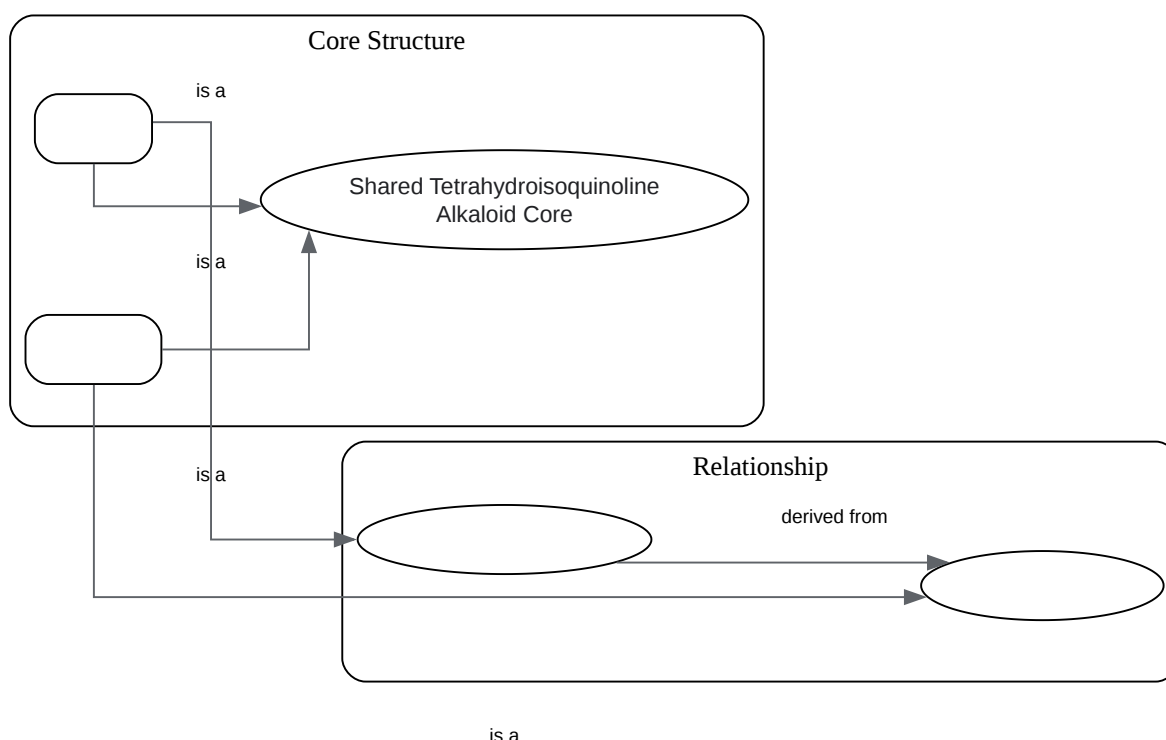 Core Structure
is a
Shared Tetrahydroisoquinoline
Alkaloid Core
is a
Relationship
is a
derived from
is a